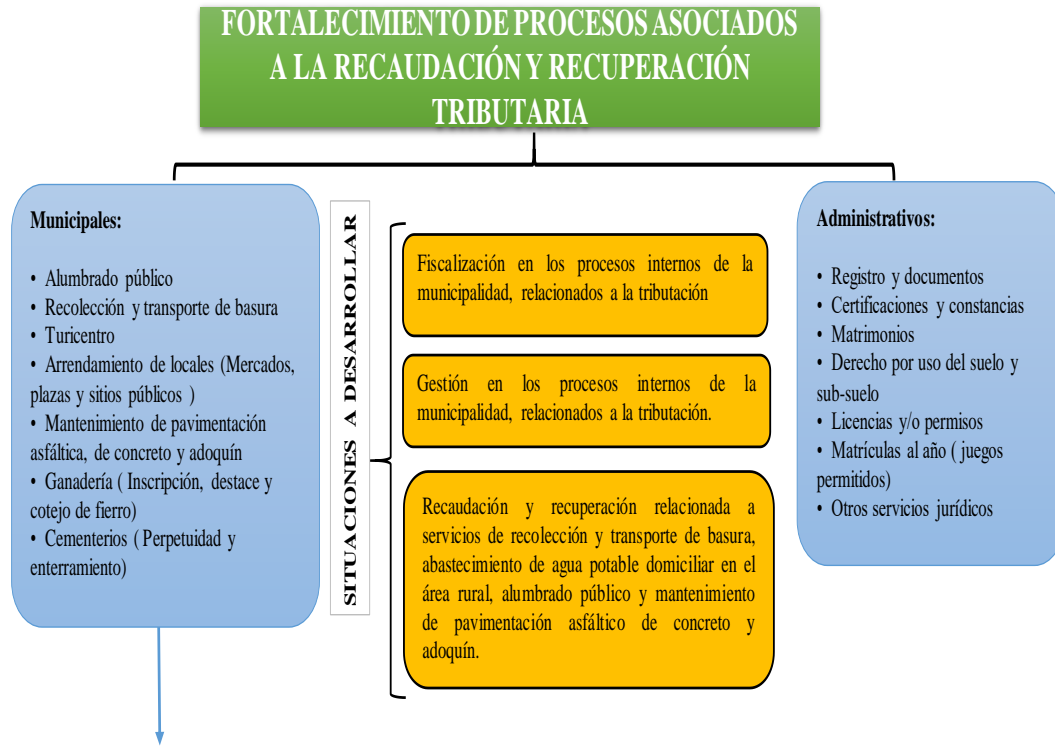 FORTALECIMIENTO DE PROCESOS ASOCIADOS
A LA RECAUDACIÓN Y RECUPERACIÓN
TRIBUTARIA
Municipales:
• Alumbrado público
• Recolección y transporte de basura
• Turicentro
• Arrendamiento de locales (Mercados,
plazas y sitios públicos )
• Mantenimiento de pavimentación
asfáltica, de concreto y adoquín
• Ganadería ( Inscripción, destace y
cotejo de fierro)
• Cementerios ( Perpetuidad y
enterramiento)
SITUACIONES A DESARROLLAR
Fiscalización en los procesos internos de la
municipalidad, relacionados a la tributación
Gestión en los procesos internos de la
municipalidad, relacionados a la tributación.
Recaudación y recuperación relacionada a
servicios de recolección y transporte de basura,
abastecimiento de agua potable domiciliar en el
área rural, alumbrado público y mantenimiento
de pavimentación asfáltico de concreto y
adoquín.
Administrativos:
• Registro y documentos
• Certificaciones y constancias
• Matrimonios
• Derecho por uso del suelo y
sub-suelo
• Licencias y/o permisos
• Matrículas al año ( juegos
permitidos)
• Otros servicios jurídicos